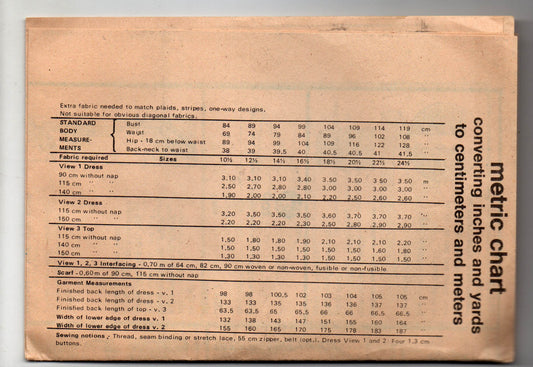 Extra fabric needed to match plaids, stripes, one-way designs.
Not suitable for obvious diagonal fabrics.
STANDARD Bust 84 89 94 99 104 109 114 119 cm
BODY Waist 69 74 79 84 89 96 102 108 "
MEASURE- Hip - 18 cm below waist 89 94 99 104 109 116 122 128 "
MENTS Back-neck to waist 38 39 39.5 40 40.5 40.5 41 41.5 "
Fabric required Sizes 10½ 12½ 14½ 16½ 18½ 20½ 22½ 24½
View 1 Dress
90 cm without nap 3,10 3,10 3,10 3,40 3,50 3,50 3.50 3.50 m
115 cm " " 2,50 2,70 2,80 2,80 3,00 3,00 3.00 3.00 "
140 cm " " 1,90 2,00 2,00 2,10 2,20 2,20 2,60 2,60 "
View 2 Dress
115 cm without nap 3,20 3,50 3,50 3,50 3,60 3,70 3,70 3,70 "
150 cm " " 2,20 2,20 2,20 2,30 2,50 2,70 2.90 2.90 "
View 3 Top
115 cm without nap 1,50 1,80 1,80 1,90 2,10 2,10 2,10 2,20 "
140 cm " " 1,50 1,50 1,50 1,50 1,50 1,50 1,60 1,60 "
150 cm " " 1,30 1,30 1,30 1,50 1,50 1,50 1,50 1,50 "
View 1, 2, 3 Interfacing - 0,70 m of 64 cm, 82 cm, 90 cm woven or non-woven, fusible or non-fusible.
Scarf - 0,60 m of 90 cm, 115 cm without nap
Garment Measurements
Finished back length of dress - v. 1 98 98 100,5 102 103 104 105 105 cm
Finished back length of dress - v. 2 133 133 135 135 136 136 137 137 "
Finished back length of top - v. 3 63,5 63,5 65 65,5 66 66 66.5 66.5 "
Width of lower edge of dress v. 1 132 138 143 147 151 155 160 164 "
Width of lower edge of dress v. 2 155 160 165 170 175 178 183 187 "
Sewing notions - Thread, seam binding or stretch lace, 55 cm zipper, belt (opt.). Dress View 1 and 2: Four 1.3 cm
buttons.
metric chart
converting inches and yards
to centimeters and meters